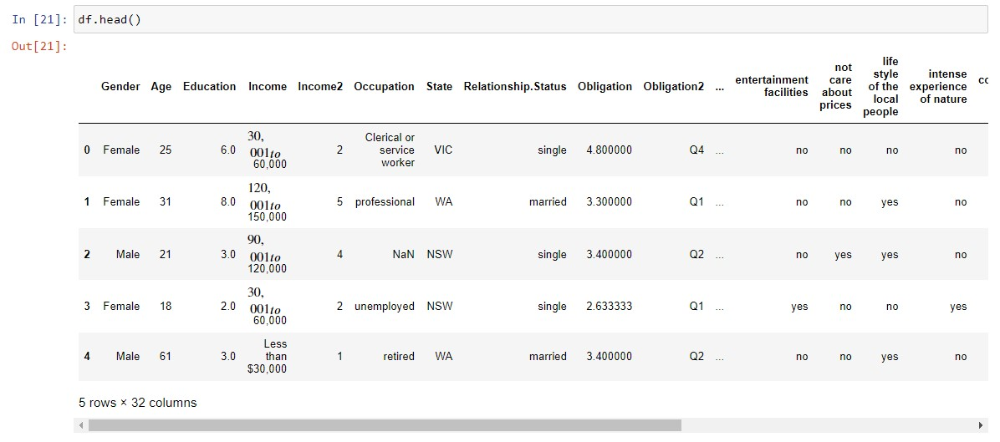 In [21]: df.head()
Out[21]:
Gender Age Education Income Income2 Occupation State Relationship.Status Obligation Obligation2 ... entertainment facilities not care about prices life style of the local people intense experience of nature co
0 Female 25 6.0 30, 001to 60,000 2 Clerical or service worker VIC single 4.800000 Q4 ... no no no no
1 Female 31 8.0 120, 001to 150,000 5 professional WA married 3.300000 Q1 ... no no yes no
2 Male 21 3.0 90, 001to 120,000 4 NaN NSW single 3.400000 Q2 ... no yes yes no
3 Female 18 2.0 30, 001to 60,000 2 unemployed NSW single 2.633333 Q1 ... yes no no yes
4 Male 61 3.0 Less than $30,000 1 retired WA married 3.400000 Q2 ... no no yes no
5 rows × 32 columns